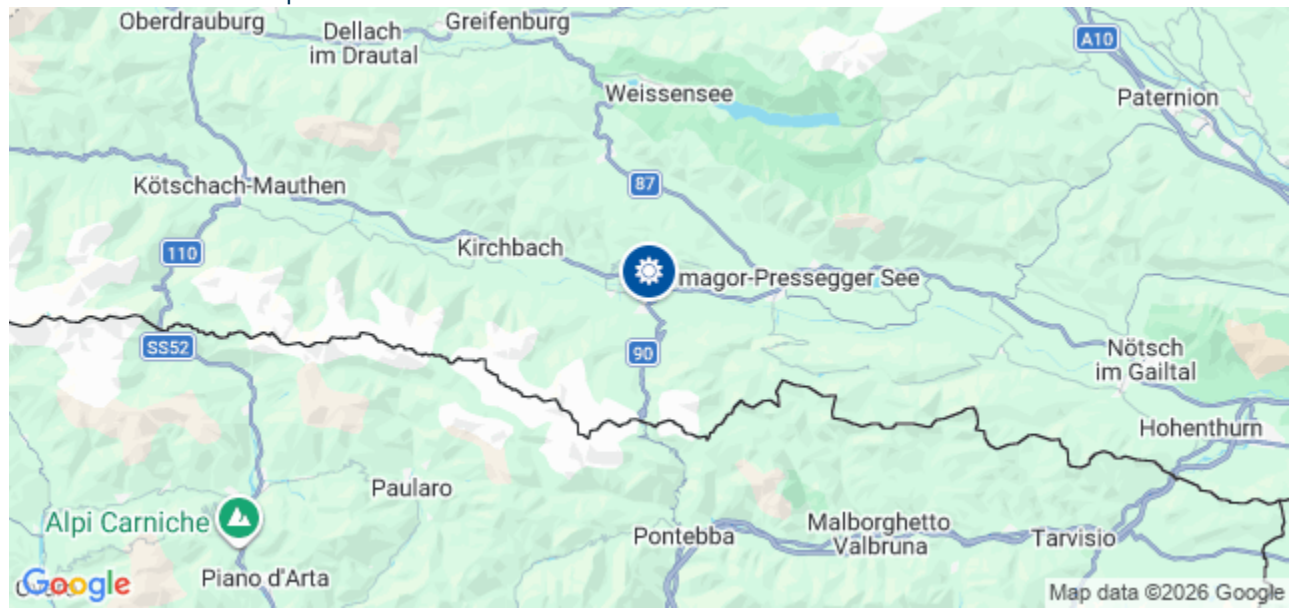 Oberdrauburg
Dellach
im Drautal
Greifenburg
A10
Weissensee
Paternion
Kötschach-Mauthen
87
110
Kirchbach
magor-Pressegger See
SS52
90
Nötsch
im Gailtal
Hohenthurn
Paularo
Alpi Carniche
Pontebba
Malborghetto
Valbruna
Tarvisio
Piano d'Arta
Google
Map data ©2026 Google